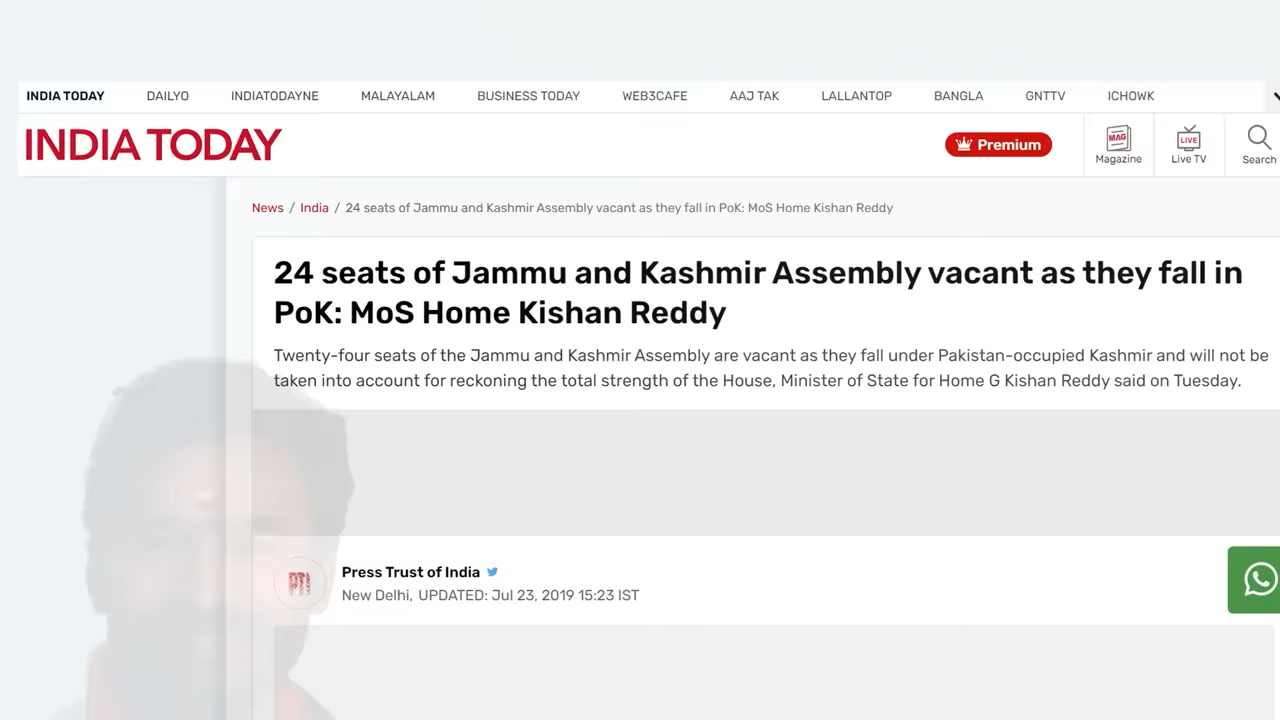 INDIA TODAY DAILYO INDIATODAYNE MALAYALAM BUSINESS TODAY WEB3CAFE AAJ TAK LALLANTOP BANGLA GNTTV ICHOWK
INDIA TODAY
Premium
MAG
Magazine
LIVE
Live TV
Search
News / India / 24 seats of Jammu and Kashmir Assembly vacant as they fall in PoK: MoS Home Kishan Reddy
24 seats of Jammu and Kashmir Assembly vacant as they fall in
PoK: MoS Home Kishan Reddy
Twenty-four seats of the Jammu and Kashmir Assembly are vacant as they fall under Pakistan-occupied Kashmir and will not be
taken into account for reckoning the total strength of the House, Minister of State for Home G Kishan Reddy said on Tuesday.
PTI
Press Trust of India
New Delhi, UPDATED: Jul 23, 2019 15:23 IST